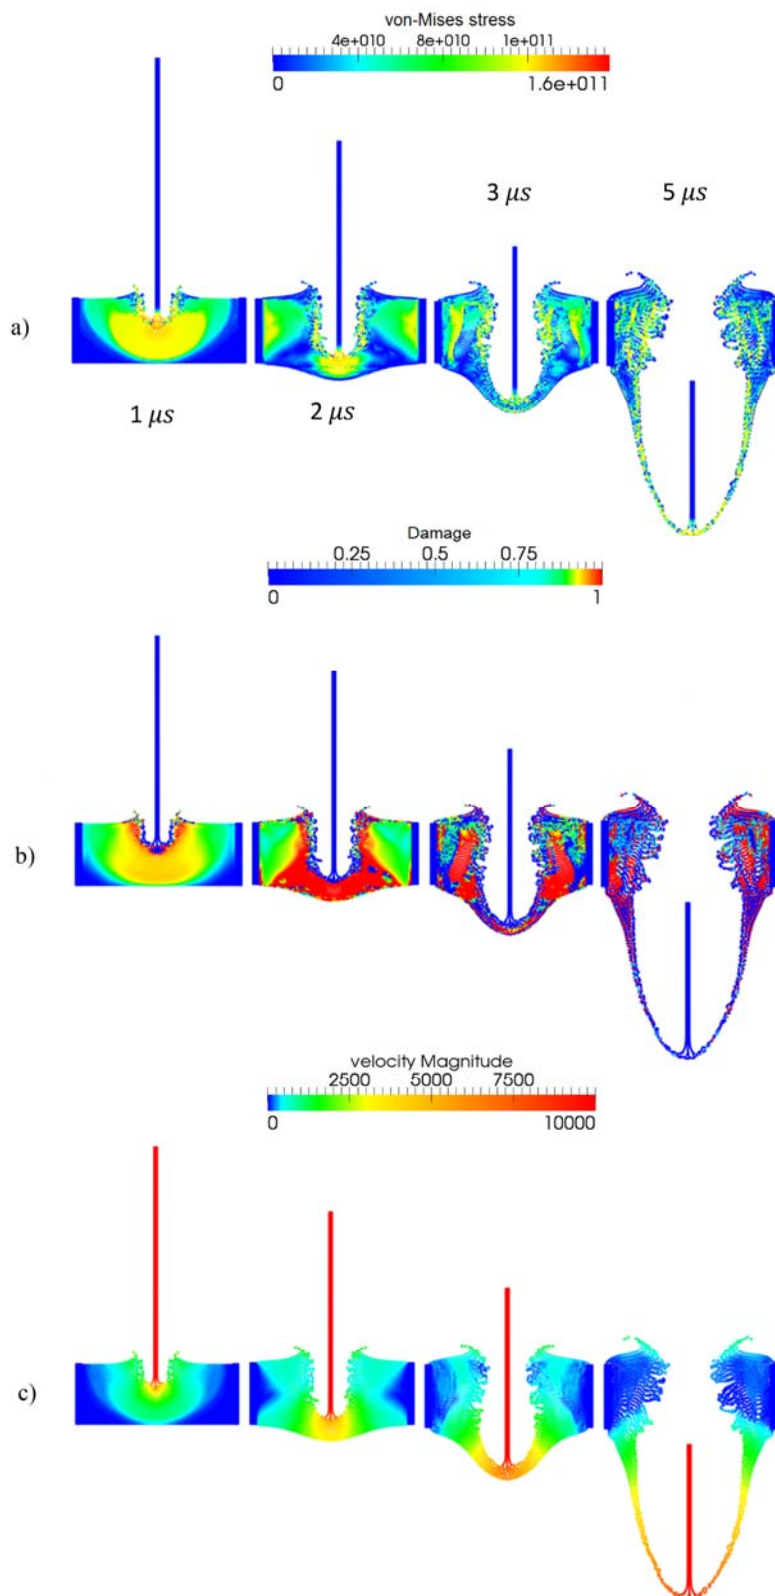 von-Mises stress
4e+010 8e+010 1e+011
0 1.6e+011
3 μs 5 μs
a)
1 μs 2 μs
Damage
0.25 0.5 0.75
0 1
b)
velocity Magnitude
2500 5000 7500
0 10000
c)